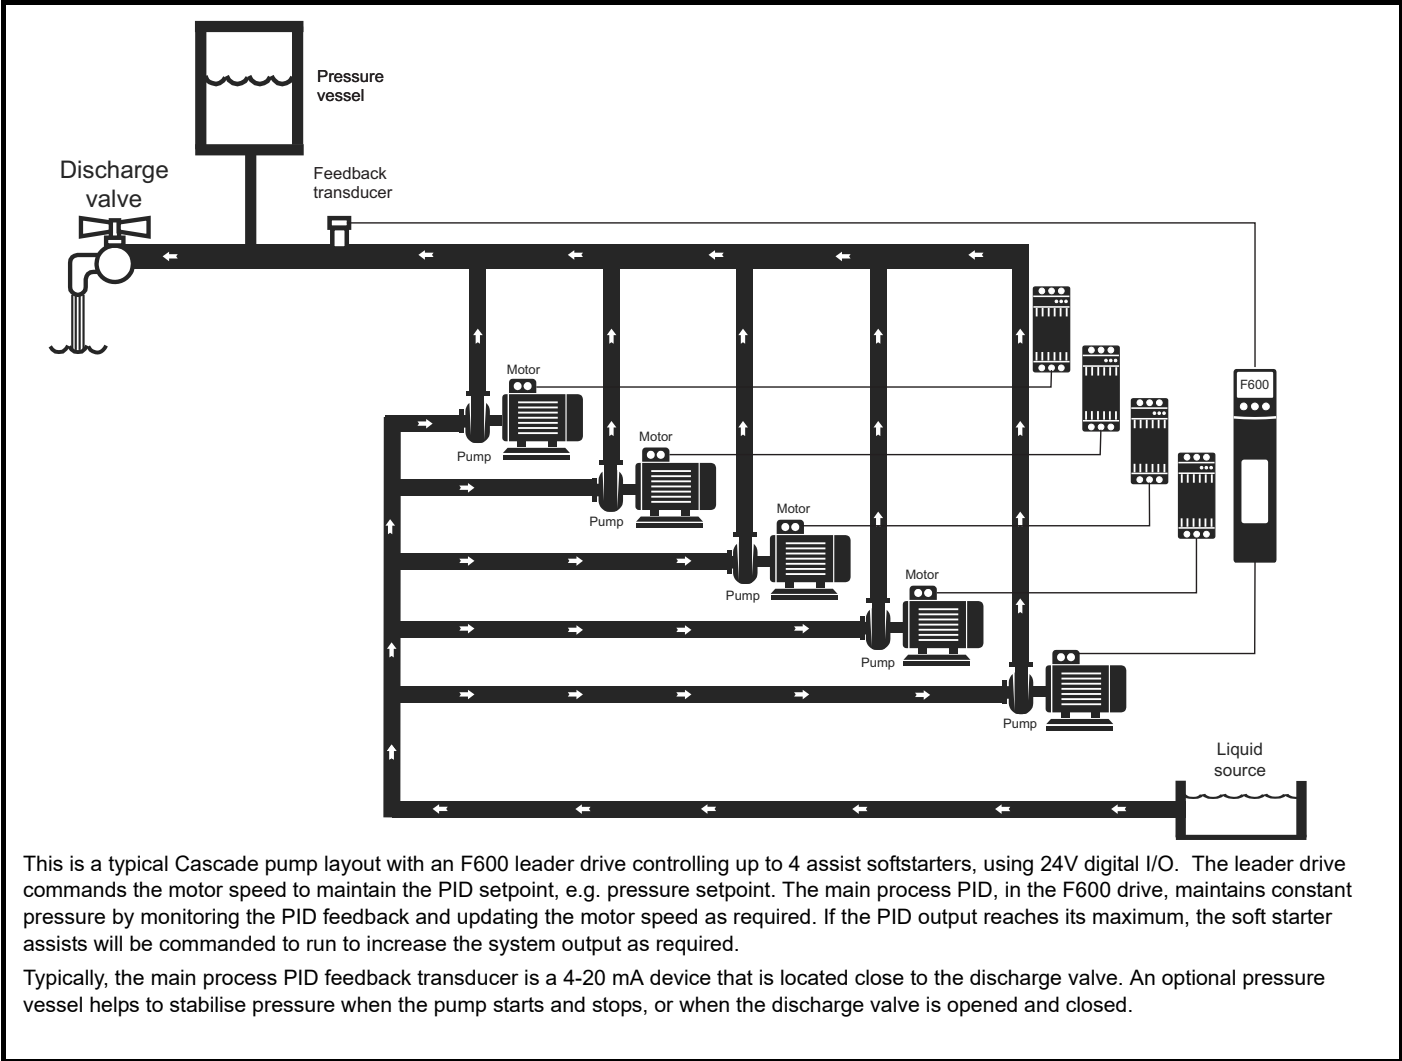 Pressure
vessel
Discharge
valve
Feedback
transducer
F600
Motor
Pump
Motor
Pump
Motor
Pump
Motor
Pump
Pump
Liquid
source
This is a typical Cascade pump layout with an F600 leader drive controlling up to 4 assist softstarters, using 24V digital I/O. The leader drive
commands the motor speed to maintain the PID setpoint, e.g. pressure setpoint. The main process PID, in the F600 drive, maintains constant
pressure by monitoring the PID feedback and updating the motor speed as required. If the PID output reaches its maximum, the soft starter
assists will be commanded to run to increase the system output as required.
Typically, the main process PID feedback transducer is a 4-20 mA device that is located close to the discharge valve. An optional pressure
vessel helps to stabilise pressure when the pump starts and stops, or when the discharge valve is opened and closed.